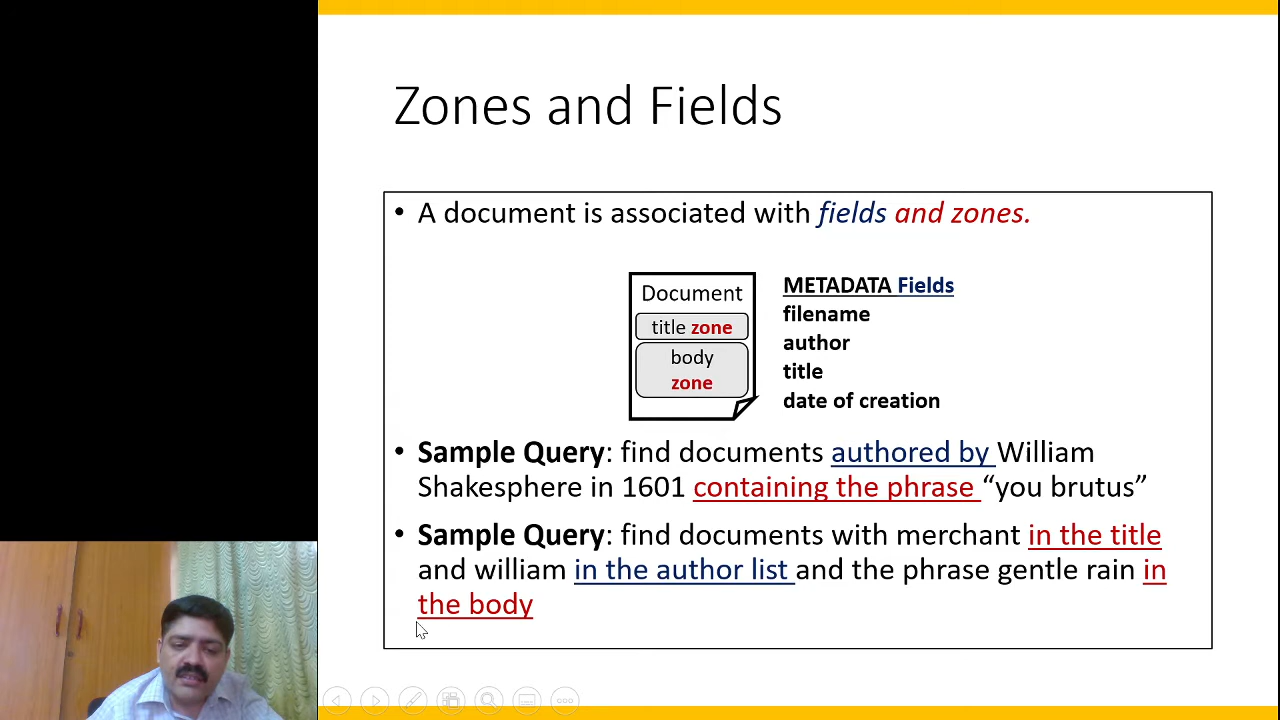 Zones and Fields
• A document is associated with fields and zones.
Document
title zone
body
zone
METADATA Fields
filename
author
title
date of creation
• Sample Query: find documents authored by William
Shakesphere in 1601 containing the phrase “you brutus”
• Sample Query: find documents with merchant in the title
and william in the author list and the phrase gentle rain in
the body